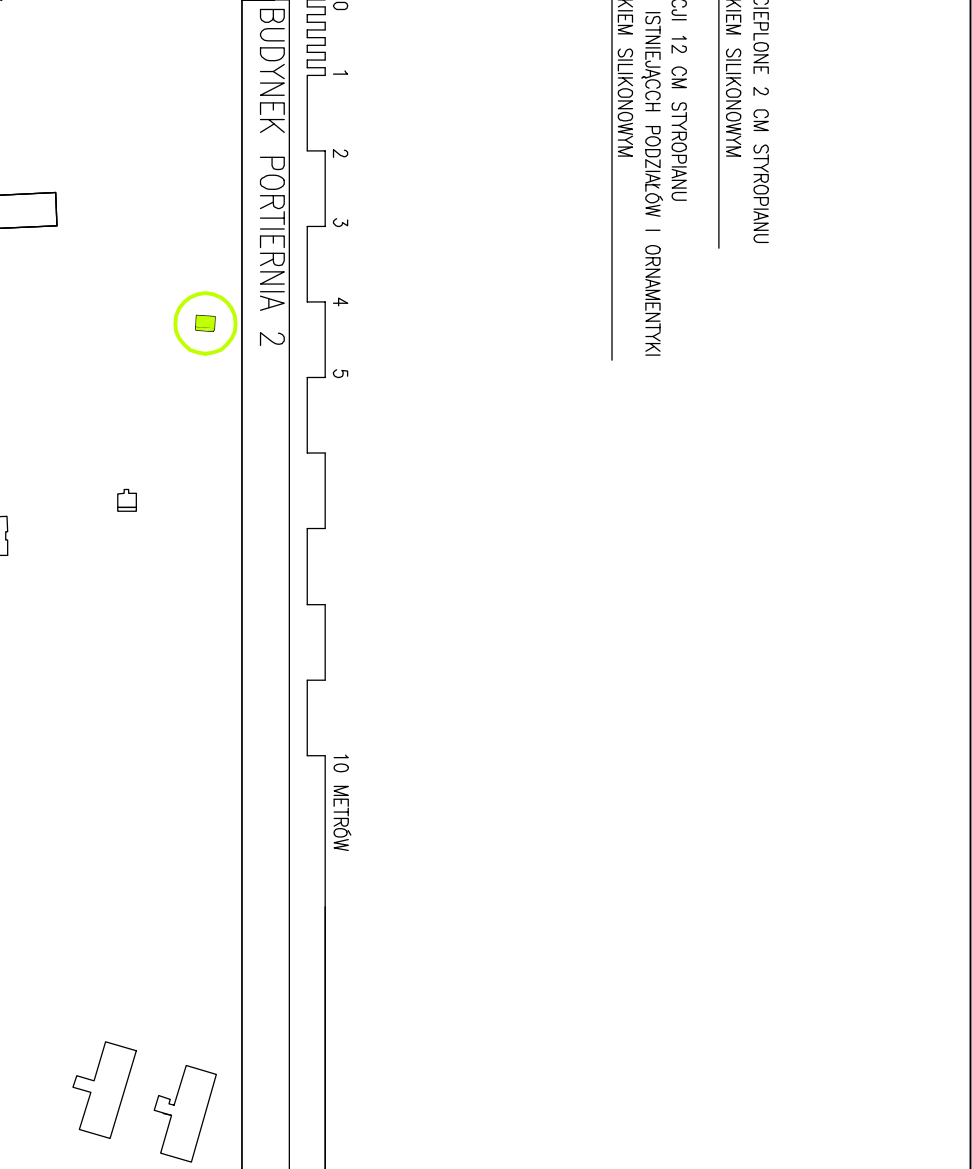 CIEPLONE 2 CM STYROPIANU
KIEM SILIKONOWYM
CJI 12 CM STYROPIANU
ISTNIEJĄCCH PODZIAŁÓW I ORNAMENTYKI
KIEM SILIKONOWYM
0 1 2 3 4 5 10 METRÓW
BUDYNEK PORTIERNIA 2